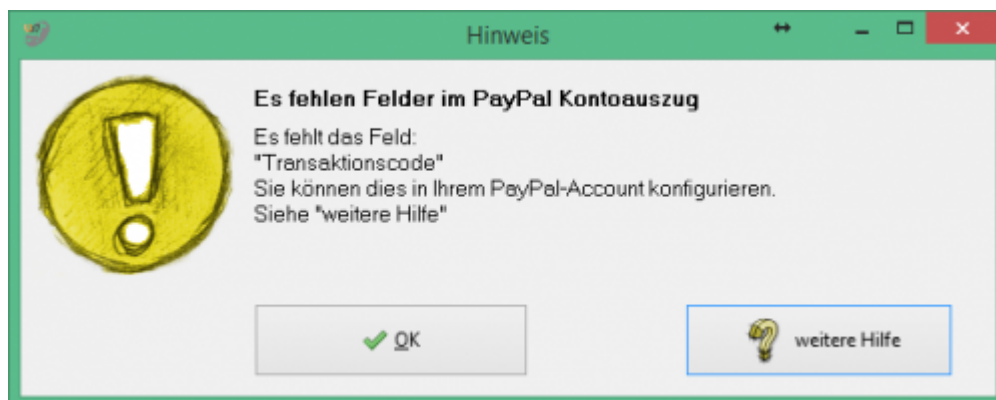 Hinweis
Es fehlen Felder im PayPal Kontoauszug
Es fehlt das Feld:
"Transaktionscode"
Sie können dies in Ihrem PayPal-Account konfigurieren.
Siehe "weitere Hilfe"
OK
weitere Hilfe